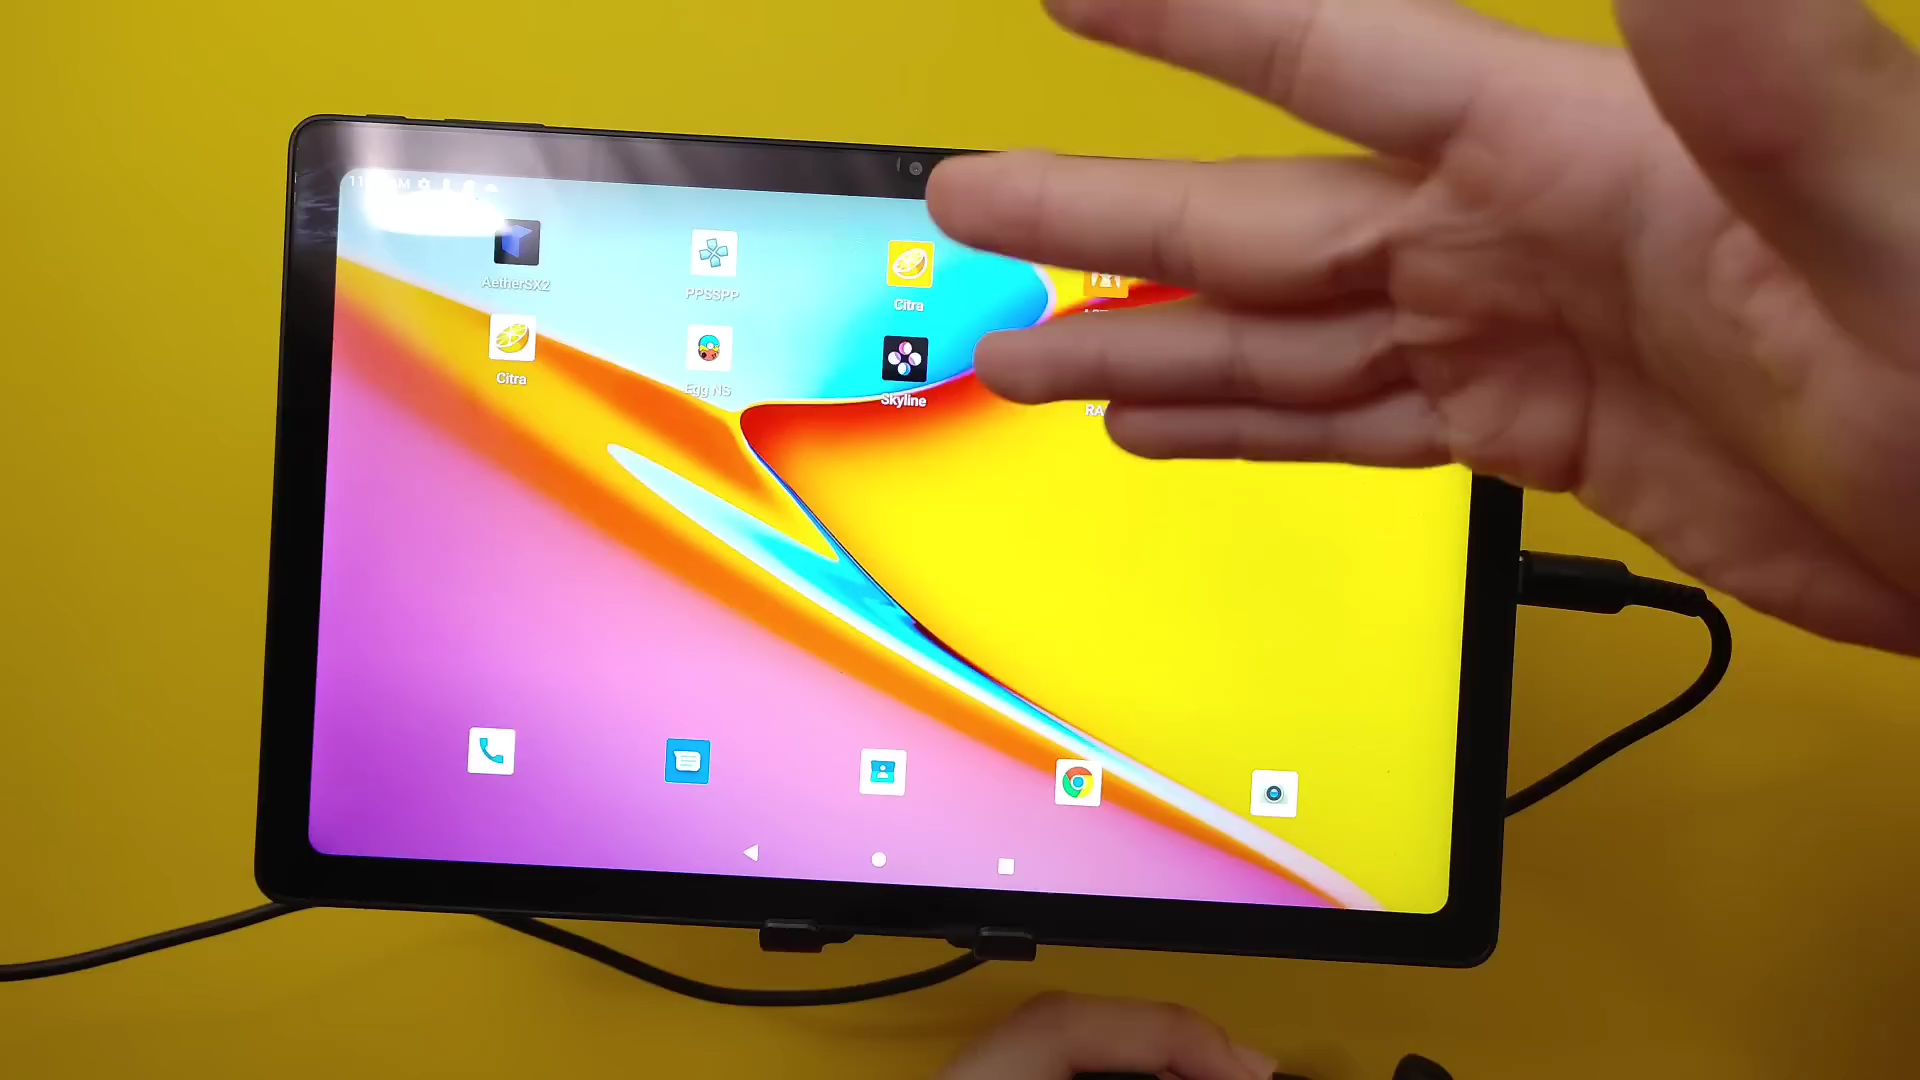 AetherSX2
PPSSPP
Citra
Citra
Egg NS
Skyline